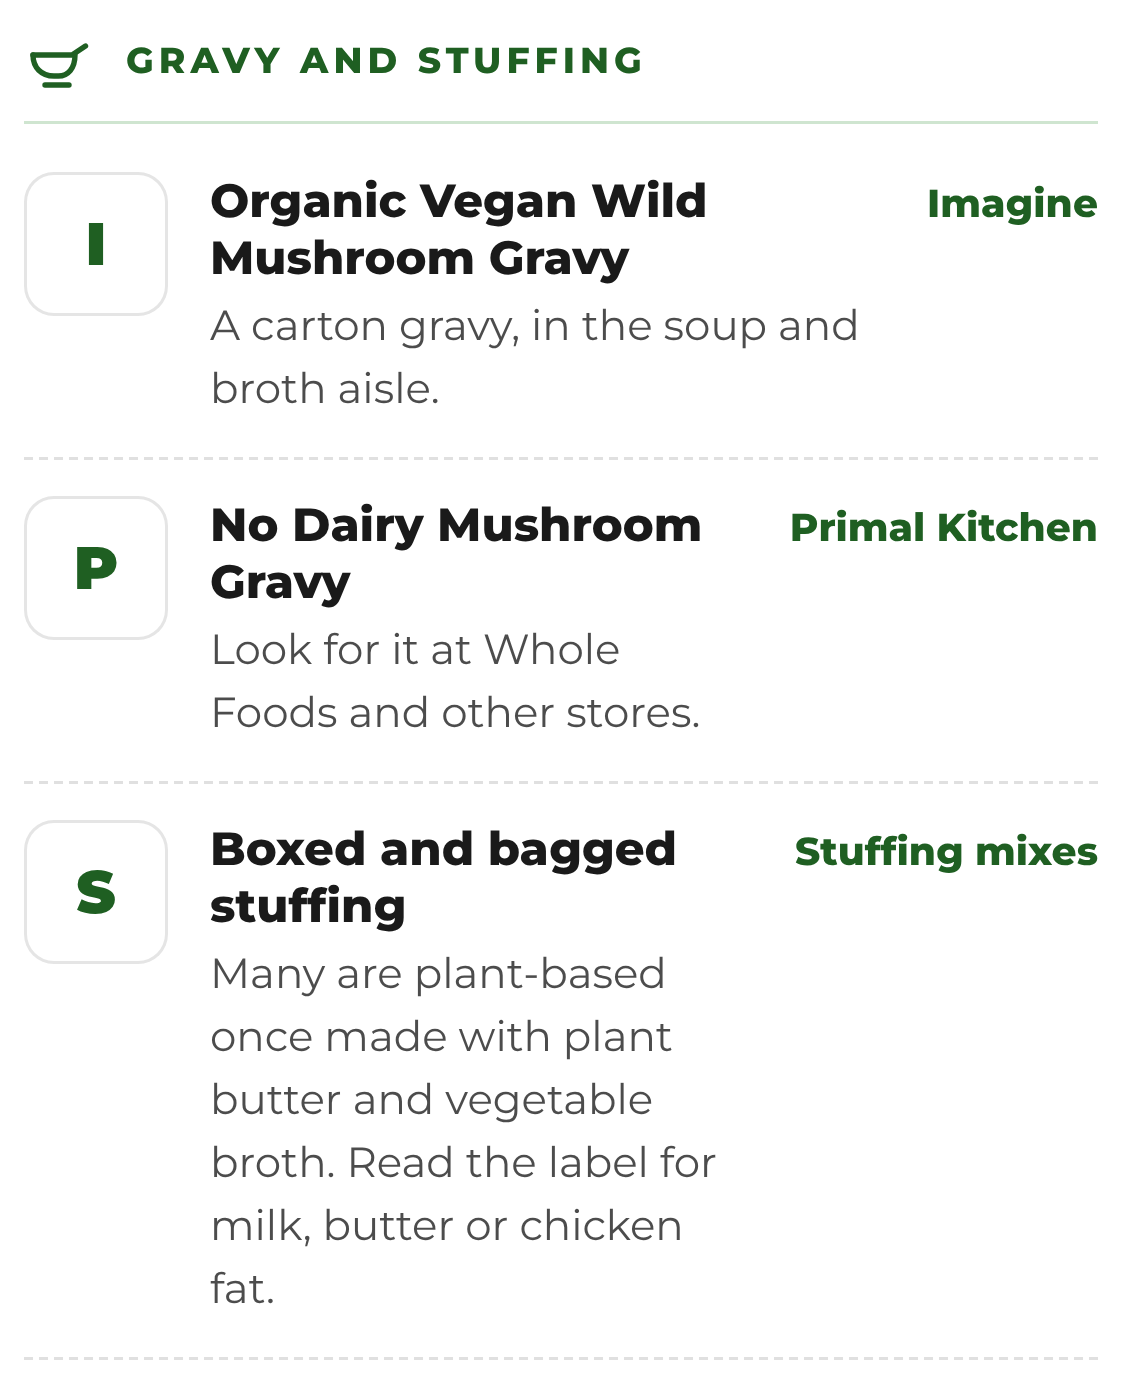 GRAVY AND STUFFING
I
Organic Vegan Wild
Mushroom Gravy
Imagine
A carton gravy, in the soup and
broth aisle.
P
No Dairy Mushroom
Gravy
Primal Kitchen
Look for it at Whole
Foods and other stores.
S
Boxed and bagged
stuffing
Stuffing mixes
Many are plant-based
once made with plant
butter and vegetable
broth. Read the label for
milk, butter or chicken
fat.